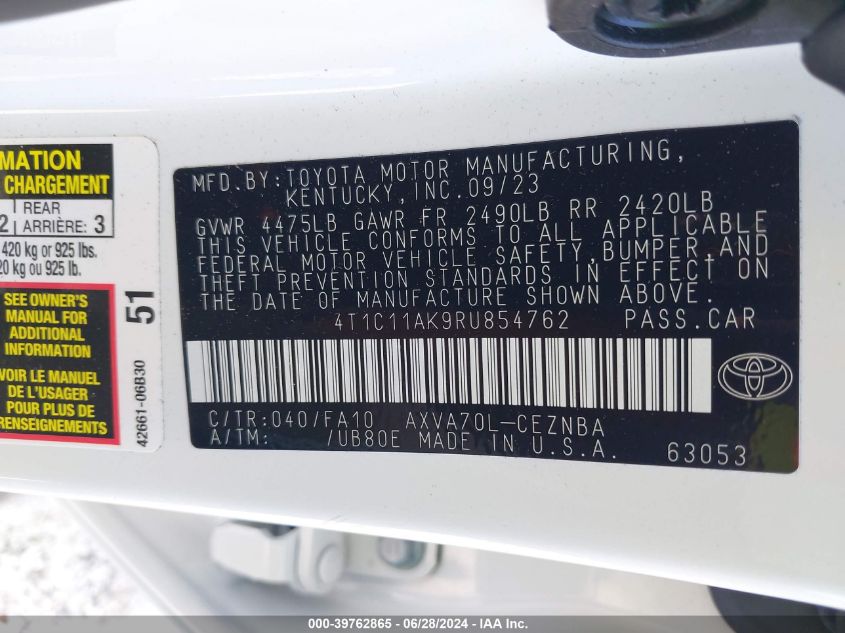 MATION
CHARGEMENT
2 REAR ARRIÈRE: 3
420 kg or 925 lbs.
20 kg ou 925 lb.
SEE OWNER'S
MANUAL FOR
ADDITIONAL
INFORMATION
VOIR LE MANUEL
DE L'USAGER
POUR PLUS DE
RENSEIGNEMENTS
51
42661-06B30
MFD.BY:TOYOTA MOTOR MANUFACTURING,
KENTUCKY,INC.09/23
GVWR 4475LB GAWR FR 2490LB RR 2420LB
THIS VEHICLE CONFORMS TO ALL APPLICABLE
FEDERAL MOTOR VEHICLE SAFETY,BUMPER,AND
THEFT PREVENTION STANDARDS IN EFFECT ON
THE DATE OF MANUFACTURE SHOWN ABOVE.
4T1C11AK9RU854762 PASS.CAR
C/TR:040/FA10 AXVA70L-CEZNBA
A/TM: /UB80E MADE IN U.S.A. 63053
000-39762865 - 06/28/2024 - © IAA, Inc.